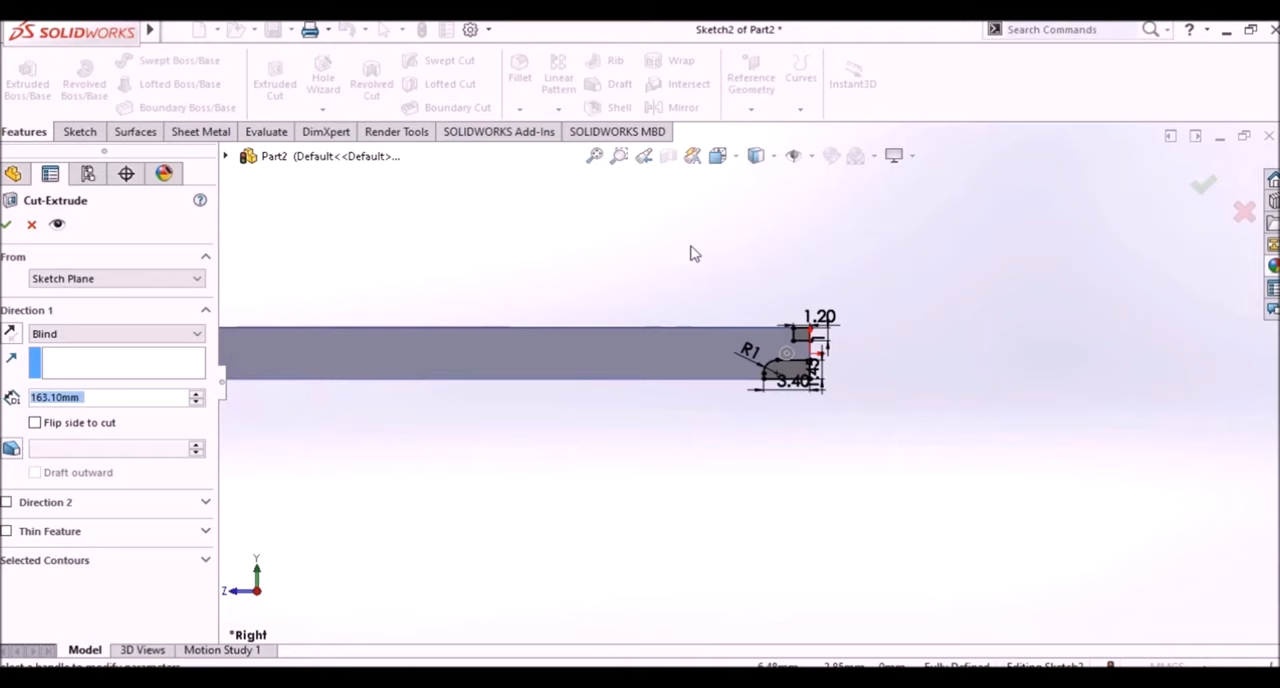 SOLIDWORKS
Sketch2 of Part2 *
Search Commands
?
Extruded Boss/Base
Revolved Boss/Base
Swept Boss/Base
Lofted Boss/Base
Boundary Boss/Base
Extruded Cut
Hole Wizard
Revolved Cut
Swept Cut
Lofted Cut
Boundary Cut
Fillet
Linear Pattern
Rib
Draft
Shell
Wrap
Intersect
Mirror
Reference Geometry
Curves
Instant3D
Features
Sketch
Surfaces
Sheet Metal
Evaluate
DimXpert
Render Tools
SOLIDWORKS Add-Ins
SOLIDWORKS MBD
Part2 (Default<<Default>...
Cut-Extrude
From
Sketch Plane
Direction 1
Blind
163.10mm
Flip side to cut
Draft outward
Direction 2
Thin Feature
Selected Contours
1.20
R1
3.40
Y
Z
*Right
Model
3D Views
Motion Study 1